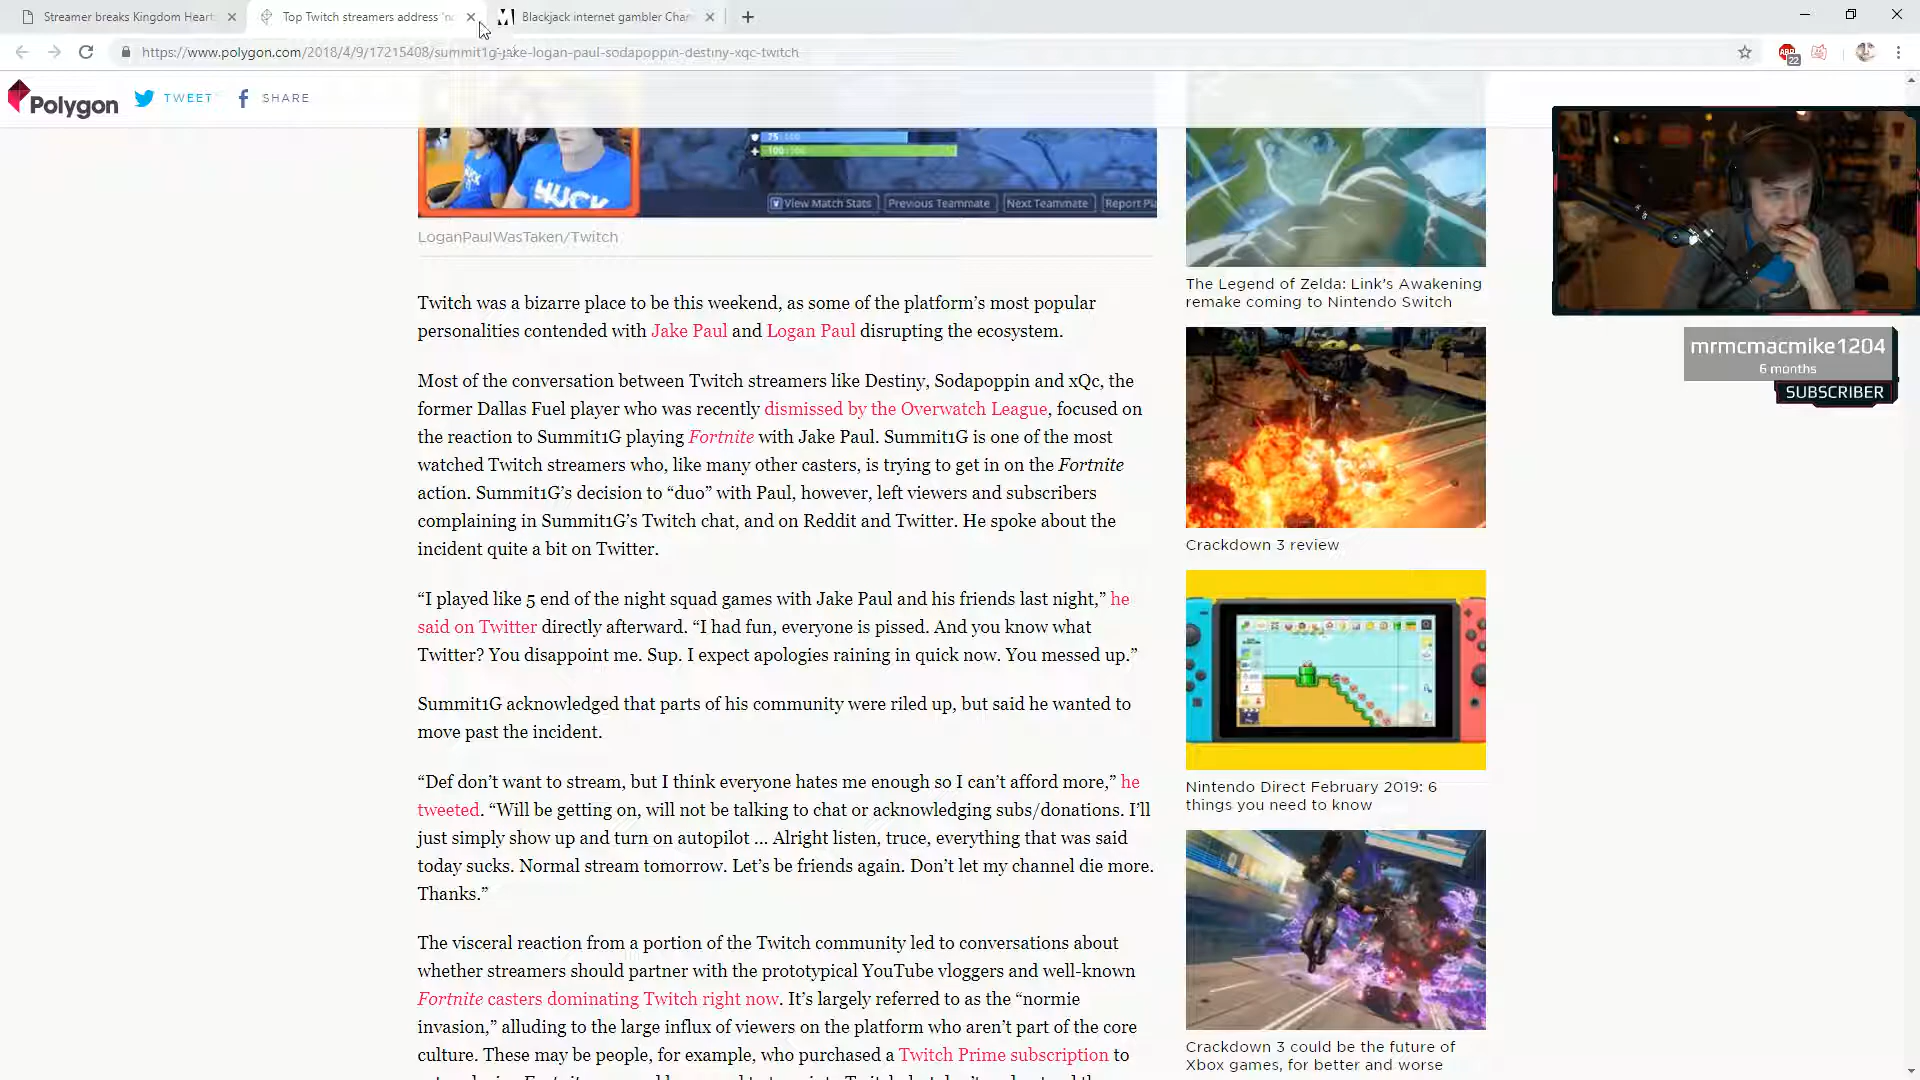 Streamer breaks Kingdom Heart
Top Twitch streamers address 'no
Blackjack internet gambler Char
https://www.polygon.com/2018/4/9/17215408/summit1g-jake-logan-paul-sodapoppin-destiny-xqc-twitch
22
Polygon
TWEET
SHARE
75|100
100|100
HUCK
V View Match Stats
Previous Teammate
Next Teammate
Report Pla
LoganPaulWasTaken/Twitch
Twitch was a bizarre place to be this weekend, as some of the platform’s most popular
personalities contended with Jake Paul and Logan Paul disrupting the ecosystem.
Most of the conversation between Twitch streamers like Destiny, Sodapoppin and xQc, the
former Dallas Fuel player who was recently dismissed by the Overwatch League, focused on
the reaction to Summit1G playing Fortnite with Jake Paul. Summit1G is one of the most
watched Twitch streamers who, like many other casters, is trying to get in on the Fortnite
action. Summit1G’s decision to “duo” with Paul, however, left viewers and subscribers
complaining in Summit1G’s Twitch chat, and on Reddit and Twitter. He spoke about the
incident quite a bit on Twitter.
“I played like 5 end of the night squad games with Jake Paul and his friends last night,” he
said on Twitter directly afterward. “I had fun, everyone is pissed. And you know what
Twitter? You disappoint me. Sup. I expect apologies raining in quick now. You messed up.”
Summit1G acknowledged that parts of his community were riled up, but said he wanted to
move past the incident.
“Def don’t want to stream, but I think everyone hates me enough so I can’t afford more,” he
tweeted. “Will be getting on, will not be talking to chat or acknowledging subs/donations. I’ll
just simply show up and turn on autopilot ... Alright listen, truce, everything that was said
today sucks. Normal stream tomorrow. Let’s be friends again. Don’t let my channel die more.
Thanks.”
The visceral reaction from a portion of the Twitch community led to conversations about
whether streamers should partner with the prototypical YouTube vloggers and well-known
Fortnite casters dominating Twitch right now. It’s largely referred to as the “normie
invasion,” alluding to the large influx of viewers on the platform who aren’t part of the core
culture. These may be people, for example, who purchased a Twitch Prime subscription to
The Legend of Zelda: Link’s Awakening
remake coming to Nintendo Switch
Crackdown 3 review
Nintendo Direct February 2019: 6
things you need to know
Crackdown 3 could be the future of
Xbox games, for better and worse
mrmcmacmike1204
6 months
SUBSCRIBER